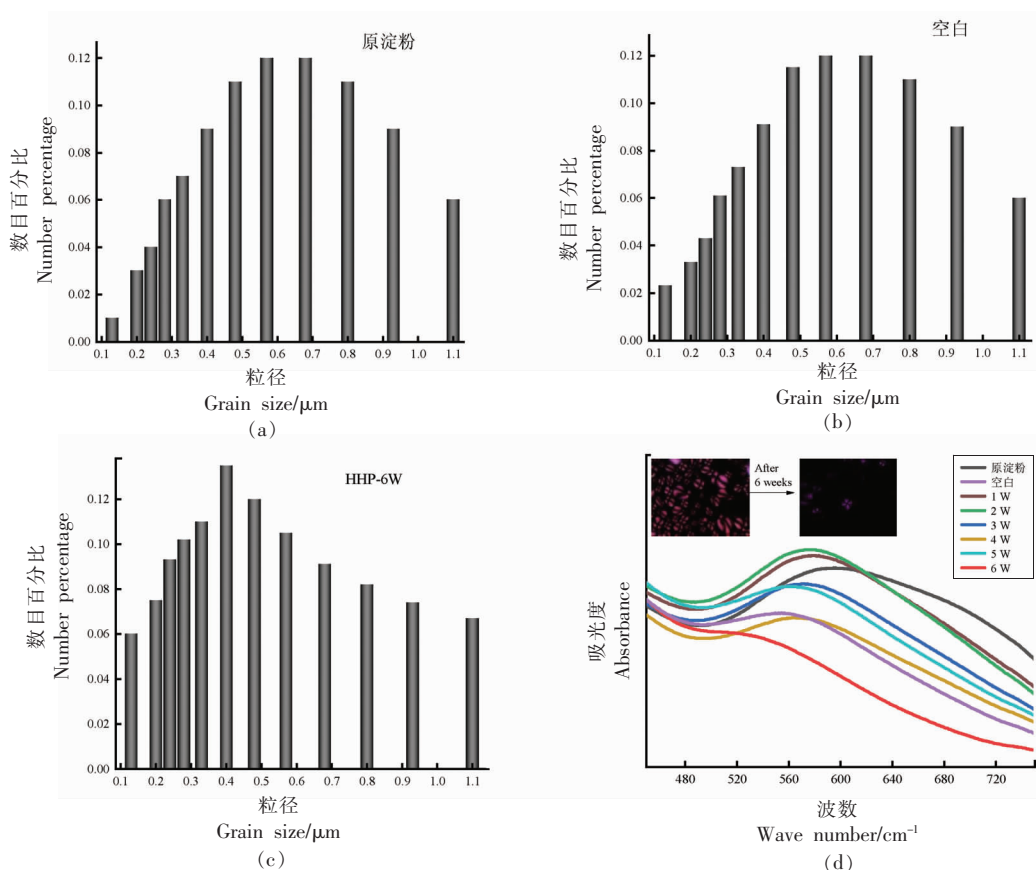 原淀粉
数目百分比
Number percentage
0.12
0.10
0.08
0.06
0.04
0.02
0.00
0.1 0.2 0.3 0.4 0.5 0.6 0.7 0.8 0.9 1.0 1.1
粒径
Grain size/μm
(a)
空白
数目百分比
Number percentage
0.12
0.10
0.08
0.06
0.04
0.02
0.00
0.1 0.2 0.3 0.4 0.5 0.6 0.7 0.8 0.9 1.0 1.1
粒径
Grain size/μm
(b)
HHP-6W
数目百分比
Number percentage
0.12
0.10
0.08
0.06
0.04
0.02
0.00
0.1 0.2 0.3 0.4 0.5 0.6 0.7 0.8 0.9 1.0 1.1
粒径
Grain size/μm
(c)
After
6 weeks
原淀粉
空白
1 W
2 W
3 W
4 W
5 W
6 W
吸光度
Absorbance
480 520 560 600 640 680 720
波数
Wave number/cm⁻¹
(d)